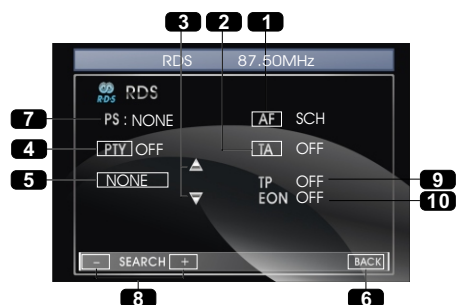 3 2 1
RDS 87.50MHz
RDS RDS
7 PS : NONE AF SCH
4 PTY OFF TA OFF
5 NONE
TP OFF 9
EON OFF 10
- SEARCH + BACK
8 6